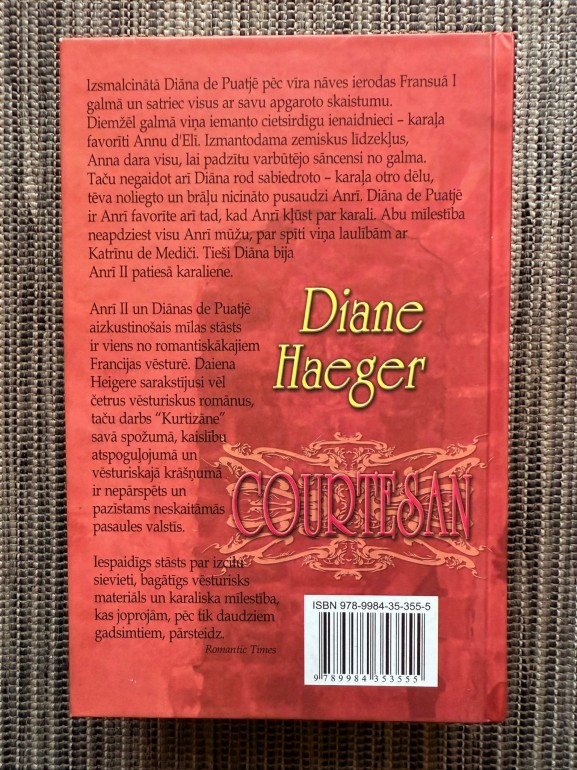 Izsmalcinātā Diāna de Puatjē pēc vīra nāves ierodas Fransuā I
galmā un satriec visus ar savu apgaroto skaistumu.
Diemžēl galmā viņa iemanto cietsirdīgu ienaidnieci – karaļa
favorīti Annu d'Elī. Izmantodama zemiskus līdzekļus,
Anna dara visu, lai padzītu varbūtējo sāncensi no galma.
Taču negaidot arī Diāna rod sabiedroto – karaļa otro dēlu,
tēva noliegto un brāļu nicināto pusaudzi Anrī. Diāna de Puatjē
ir Anrī favorīte arī tad, kad Anrī kļūst par karali. Abu mīlestība
neapdziest visu Anrī mūžu, par spīti viņa laulībām ar
Katrīnu de Mediči. Tieši Diāna bija
Anrī II patiesā karaliene.
Anrī II un Diānas de Puatjē
aizkustinošais mīlas stāsts
ir viens no romantiskākajiem
Francijas vēsturē. Daiena
Heigere sarakstījusi vēl
četrus vēsturiskus romānus,
taču darbs “Kurtizāne”
savā spožumā, kaislību
atspoguļojumā un
vēsturiskajā krāšņumā
ir nepārspēts un
pazīstams neskaitāmās
pasaules valstīs.
Iespaidīgs stāsts par izcilu
sievieti, bagātīgs vēsturisks
materiāls un karaliska mīlestība,
kas joprojām, pēc tik daudziem
gadsimtiem, pārsteidz.
Romantic Times
Diane
Haeger
COURTESAN
ISBN 978-9984-35-355-5
9 789984 353555